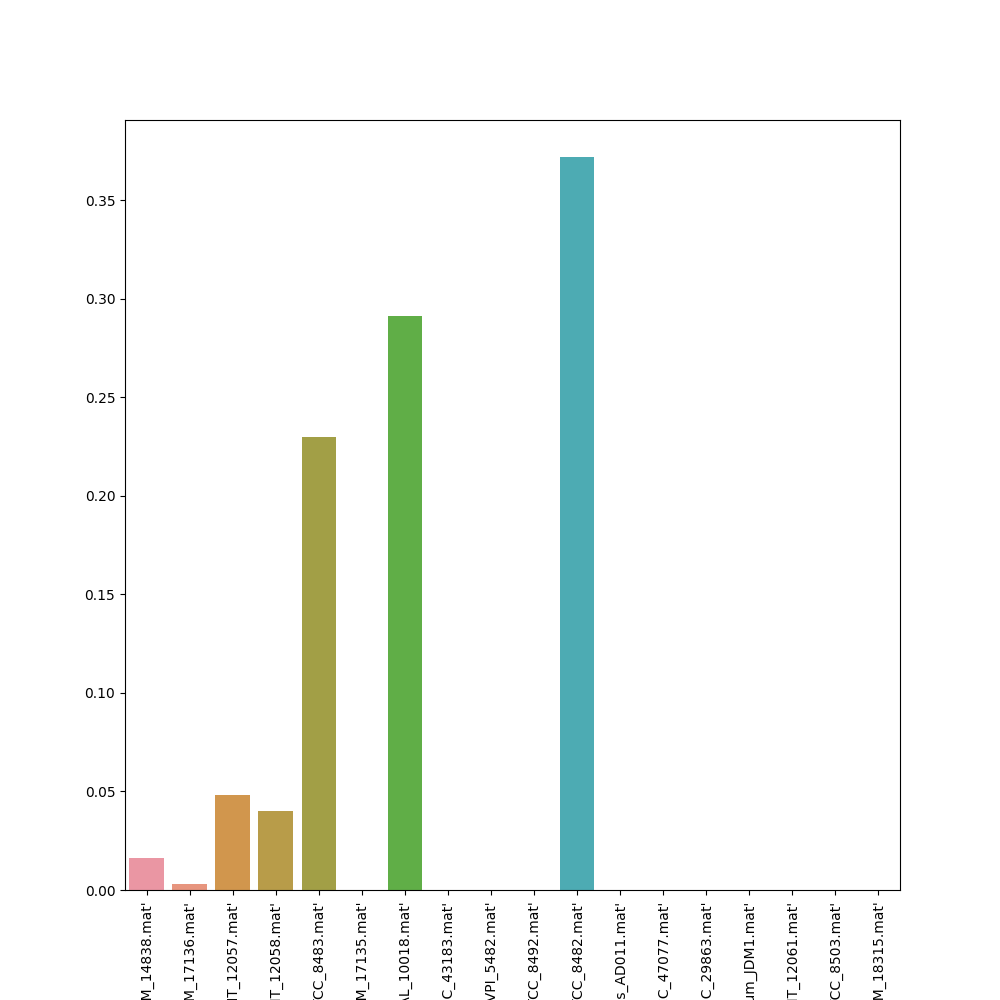 0.35
0.30
0.25
0.20
0.15
0.10
0.05
0.00
M_14838.mat'
M_17136.mat'
IT_12057.mat'
IT_12058.mat'
CC_8483.mat'
M_17135.mat'
AL_10018.mat'
C_43183.mat'
VPI_5482.mat'
CC_8492.mat'
CC_8482.mat'
s_AD011.mat'
C_47077.mat'
C_29863.mat'
um_JDM1.mat'
T_12061.mat'
CC_8503.mat'
M_18315.mat'